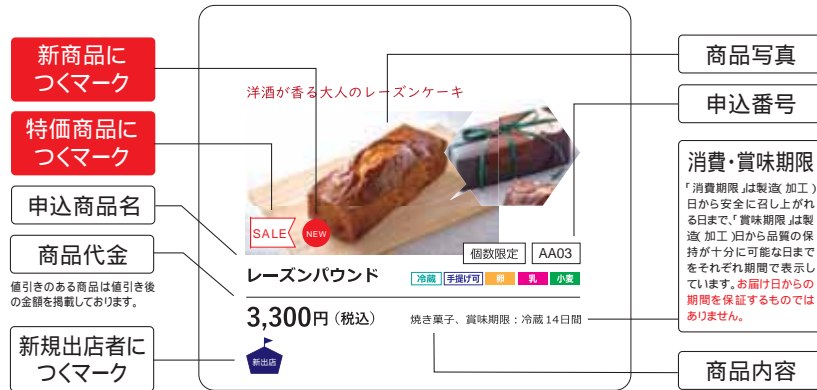 新商品に
つくマーク
特価商品に
つくマーク
申込商品名
商品代金
値引きのある商品は値引き後
の金額を掲載しております。
新規出店者に
つくマーク
洋酒が香る大人のレーズンケーキ
SALE
NEW
個数限定
AA03
レーズンパウンド
冷蔵
手提げ可
卵
乳
小麦
3,300円(税込)
焼き菓子、賞味期限:冷蔵14日間
新出店
商品写真
申込番号
消費・賞味期限
「消費期限」は製造(加工)
日から安全に召し上がれ
る日まで、「賞味期限」は製
造(加工)日から品質の保
持が十分に可能な日まで
をそれぞれ期間で表示し
ています。お届け日からの
期間を保証するものでは
ありません。
商品内容